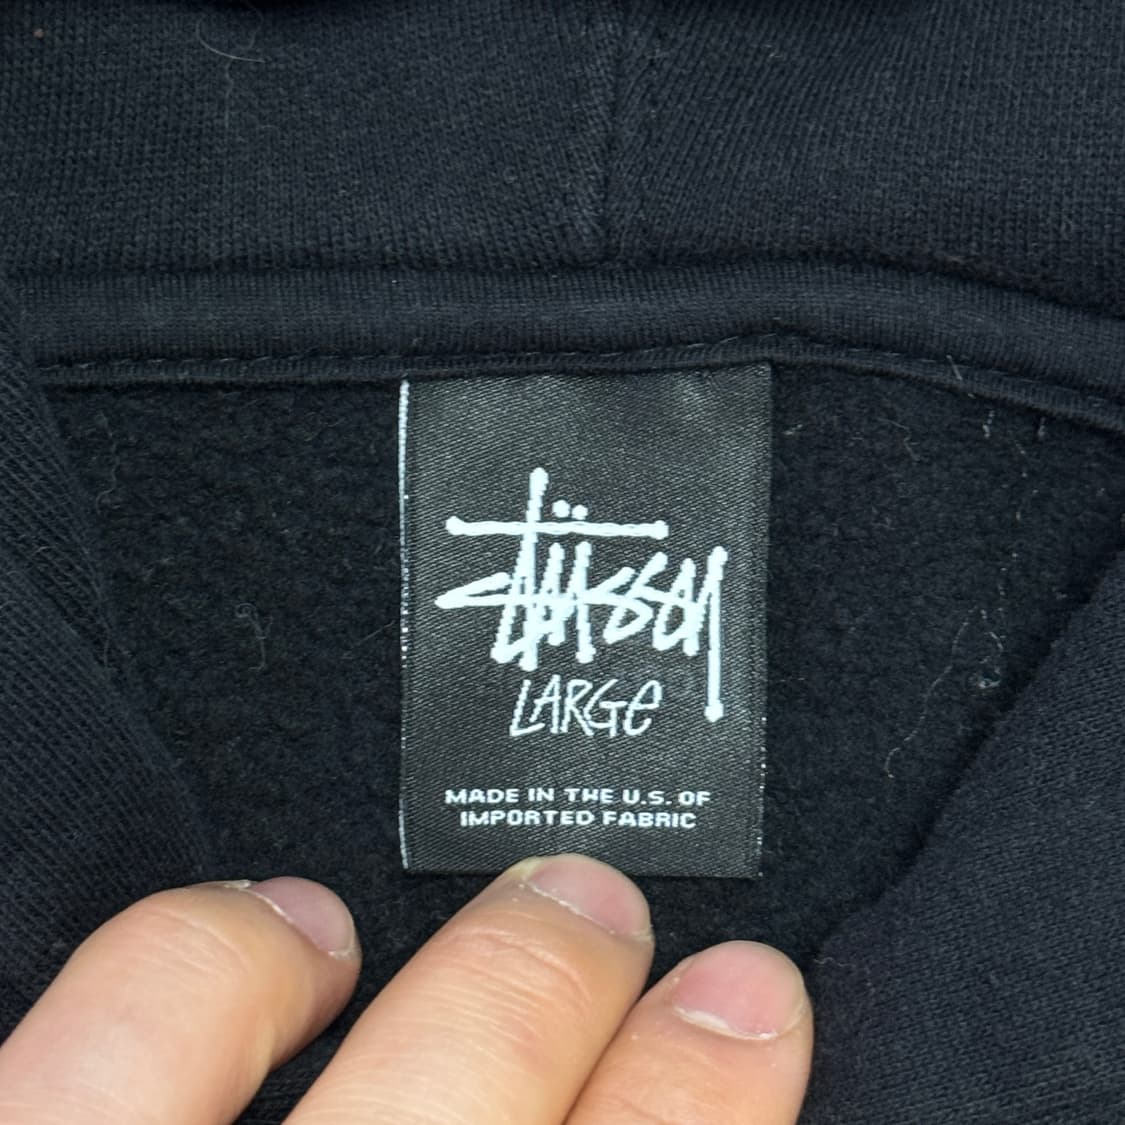 Stüssy
LARGe
MADE IN THE U.S. OF
IMPORTED FABRIC